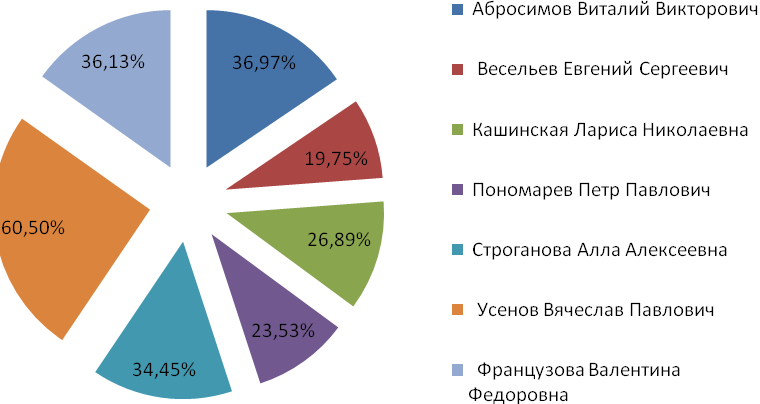 36,13%
36,97%
19,75%
60,50%
26,89%
23,53%
34,45%
Абросимов Виталий Викторович
Весельев Евгений Сергеевич
Кашинская Лариса Николаевна
Пономарев Петр Павлович
Строганова Алла Алексеевна
Усенов Вячеслав Павлович
Французова Валентина
Федоровна